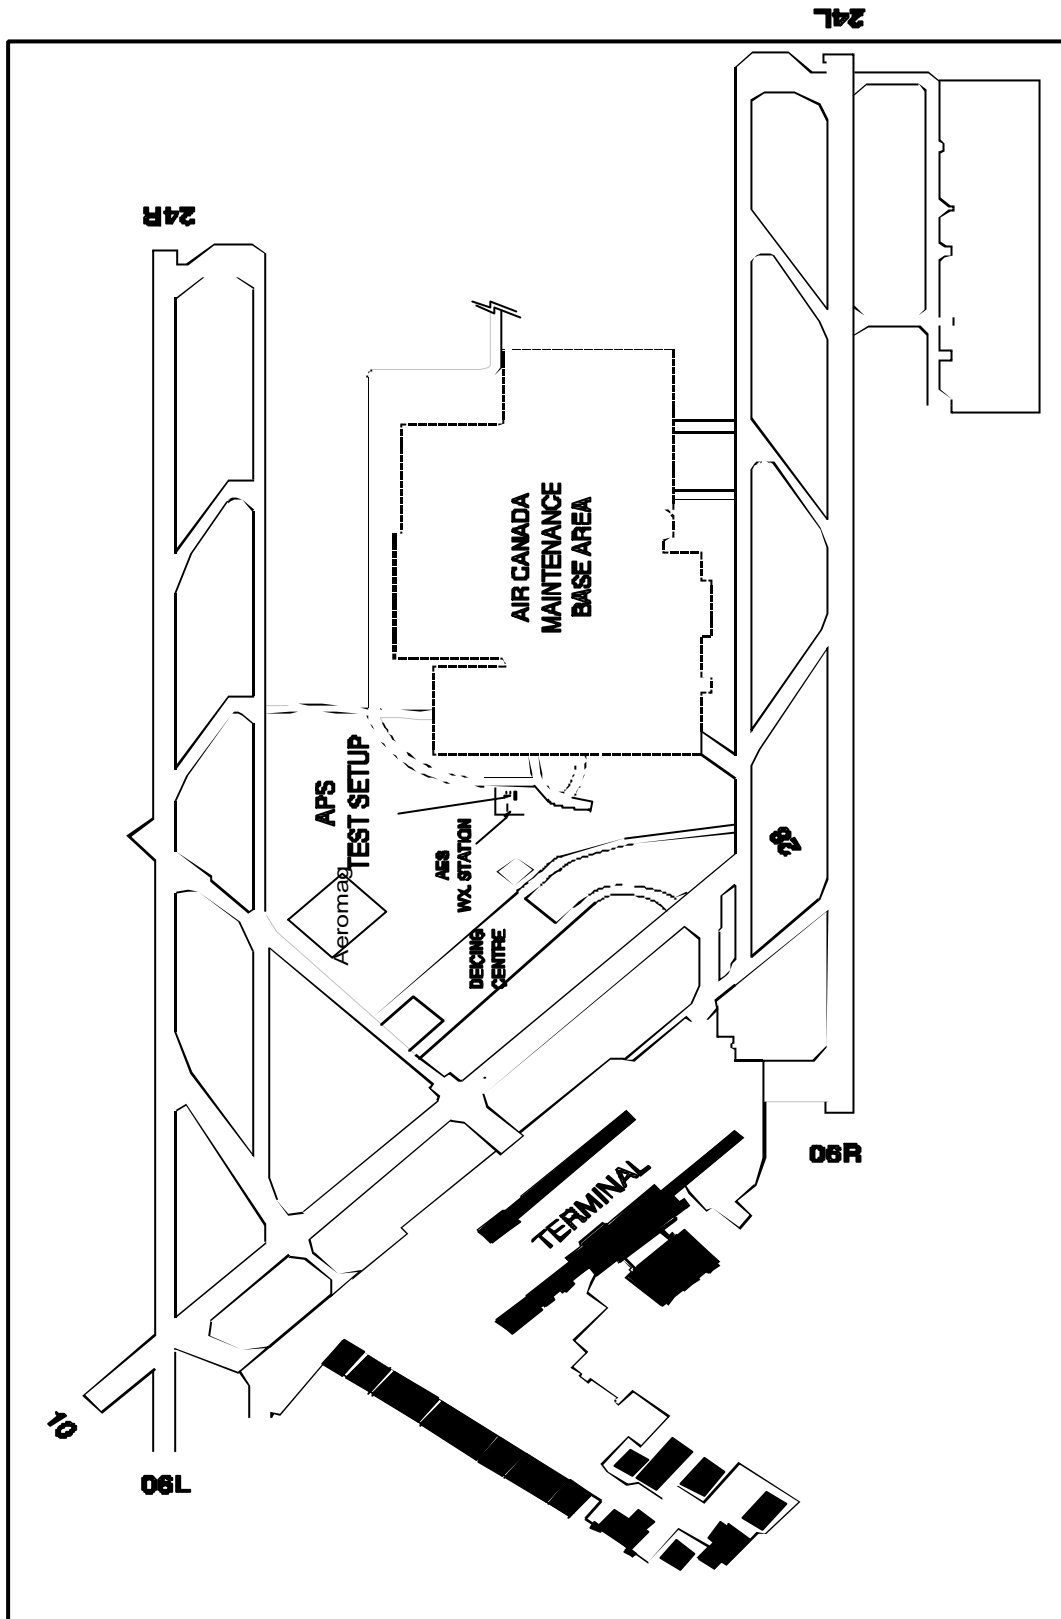 24L
24R
AIR CANADA
MAINTENANCE
BASE AREA
APS
TEST SETUP
Aeromag
AES
WX. STATION
DEICING
CENTRE
28
06R
TERMINAL
10
06L